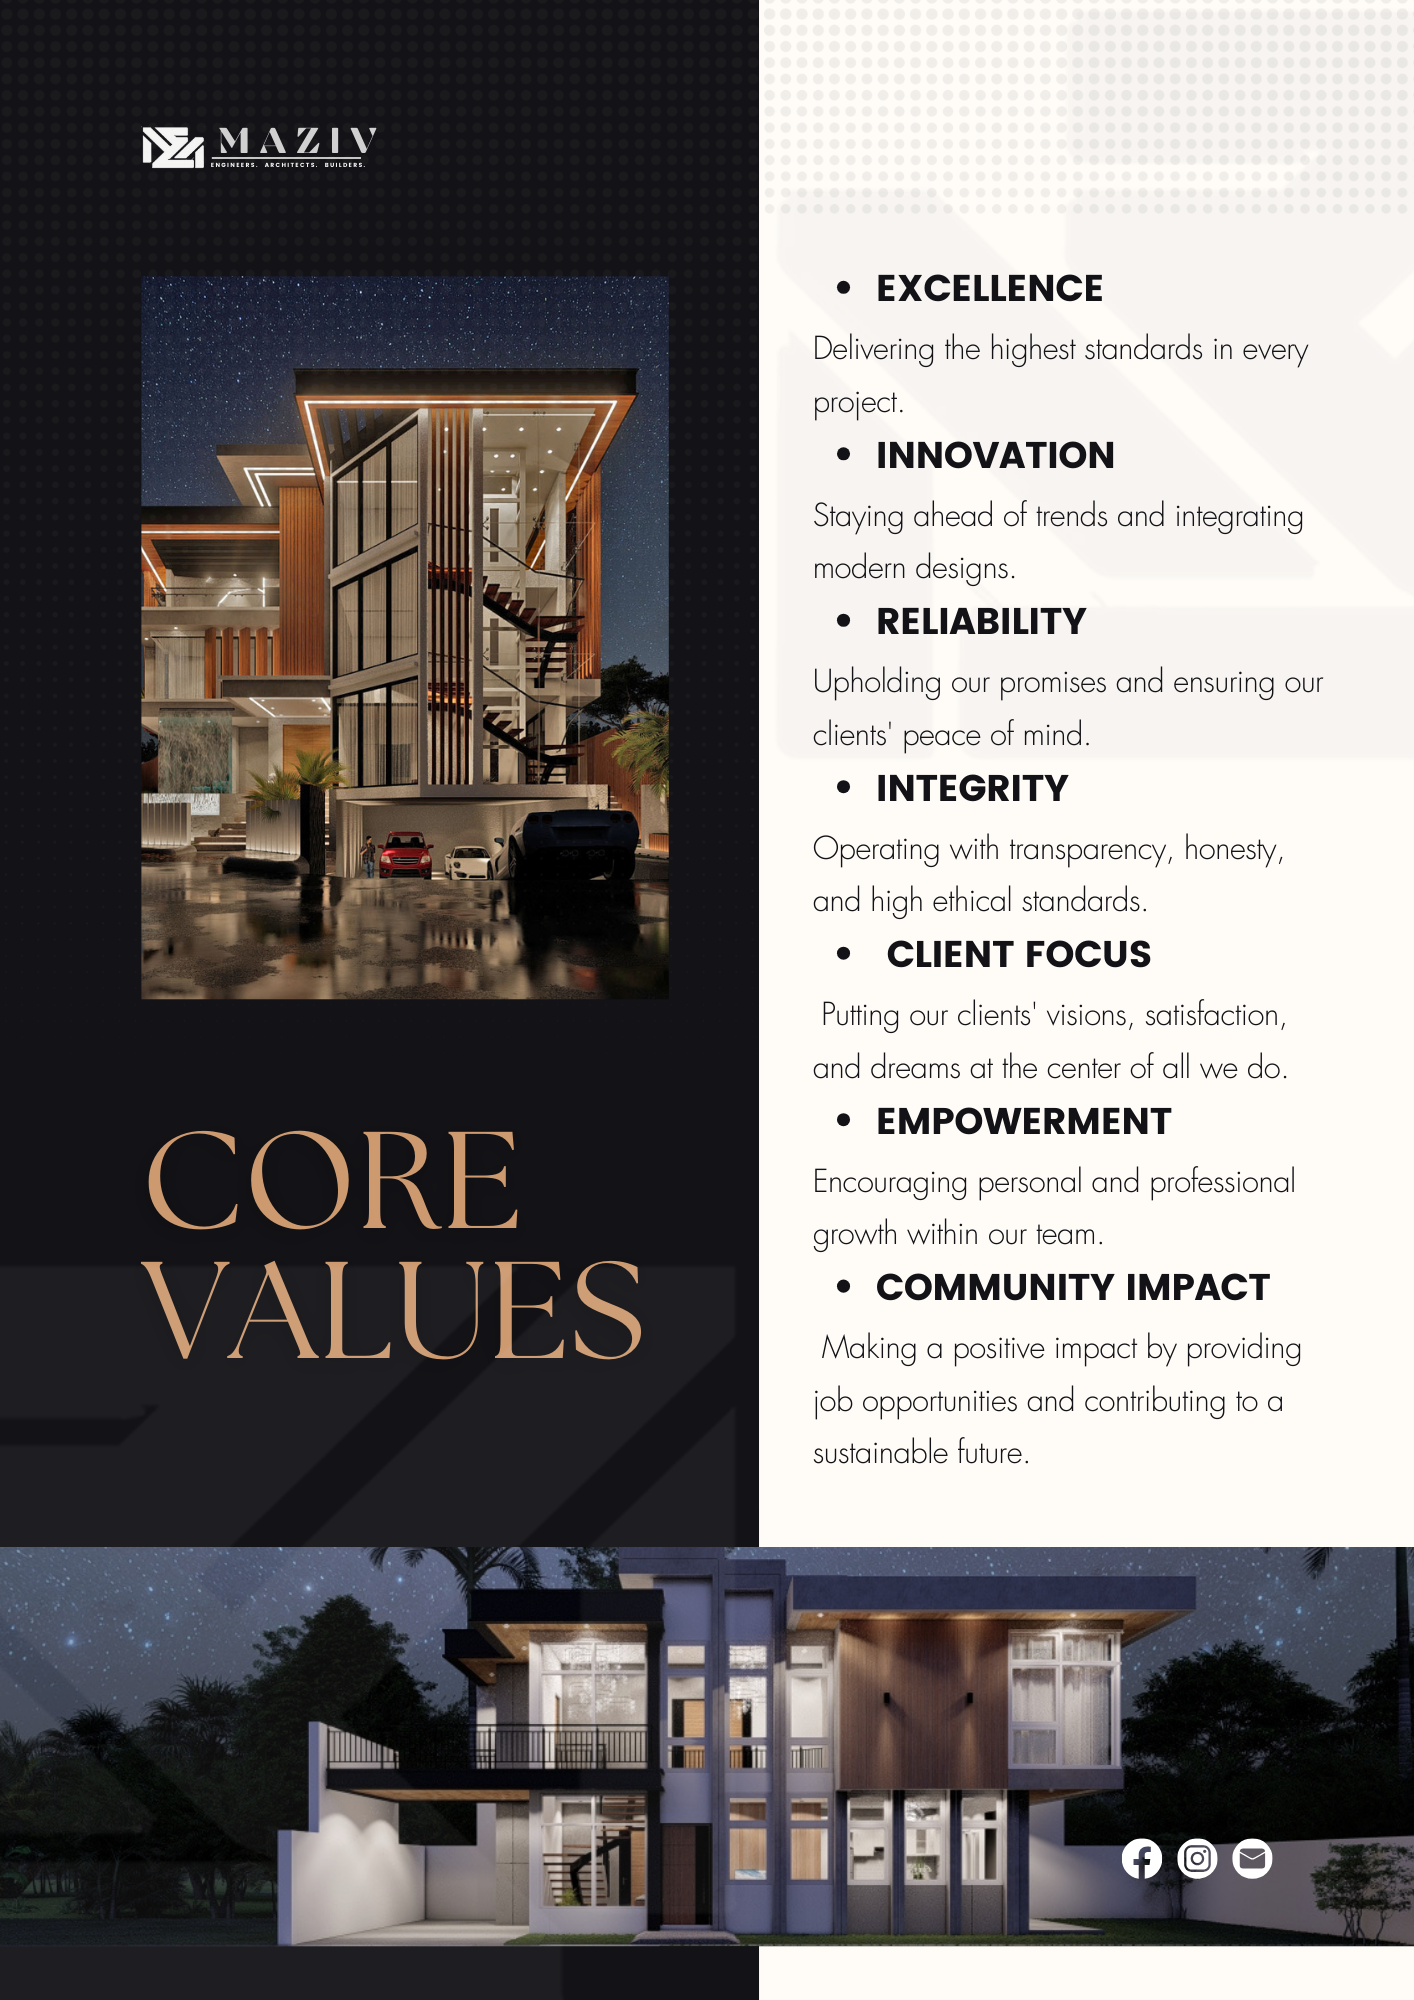 MAZIV
ENGINEERS. ARCHITECTS. BUILDERS.
CORE
VALUES
• EXCELLENCE
Delivering the highest standards in every
project.
• INNOVATION
Staying ahead of trends and integrating
modern designs.
• RELIABILITY
Upholding our promises and ensuring our
clients' peace of mind.
• INTEGRITY
Operating with transparency, honesty,
and high ethical standards.
• CLIENT FOCUS
Putting our clients' visions, satisfaction,
and dreams at the center of all we do.
• EMPOWERMENT
Encouraging personal and professional
growth within our team.
• COMMUNITY IMPACT
Making a positive impact by providing
job opportunities and contributing to a
sustainable future.